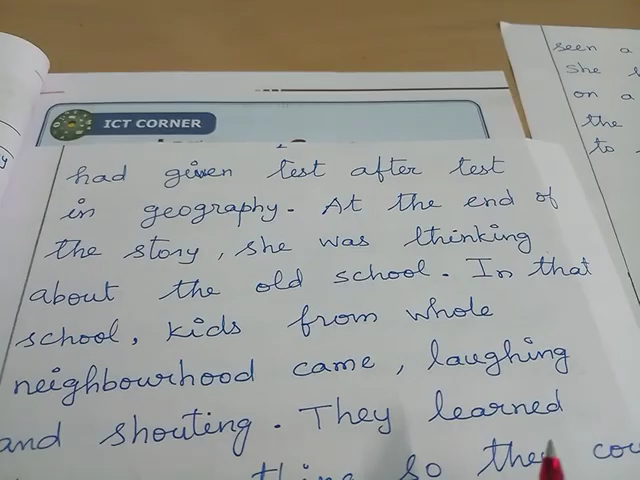 seen a
she
on a
the
to
ICT CORNER
had given test after test
in geography. At the end of
the story, she was thinking
about the old school. In that
school, kids from whole
neighbourhood came, laughing
and shouting. They learned
thing so they cou